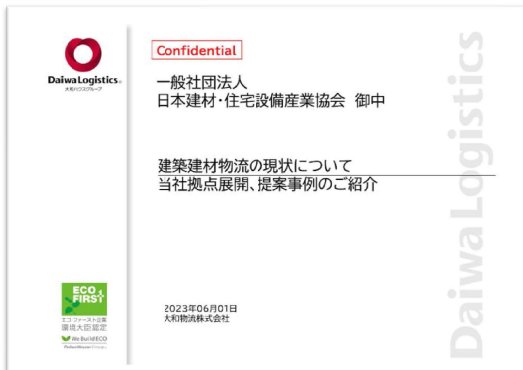 Daiwa Logistics
大和ハウスグループ
Confidential
一般社団法人
日本建材・住宅設備産業協会 御中
建築建材物流の現状について
当社拠点展開、提案事例のご紹介
ECO
FIRST
エコ・ファースト企業
環境大臣認定
We Build ECO
2023年06月01日
大和物流株式会社
Daiwa Logistics